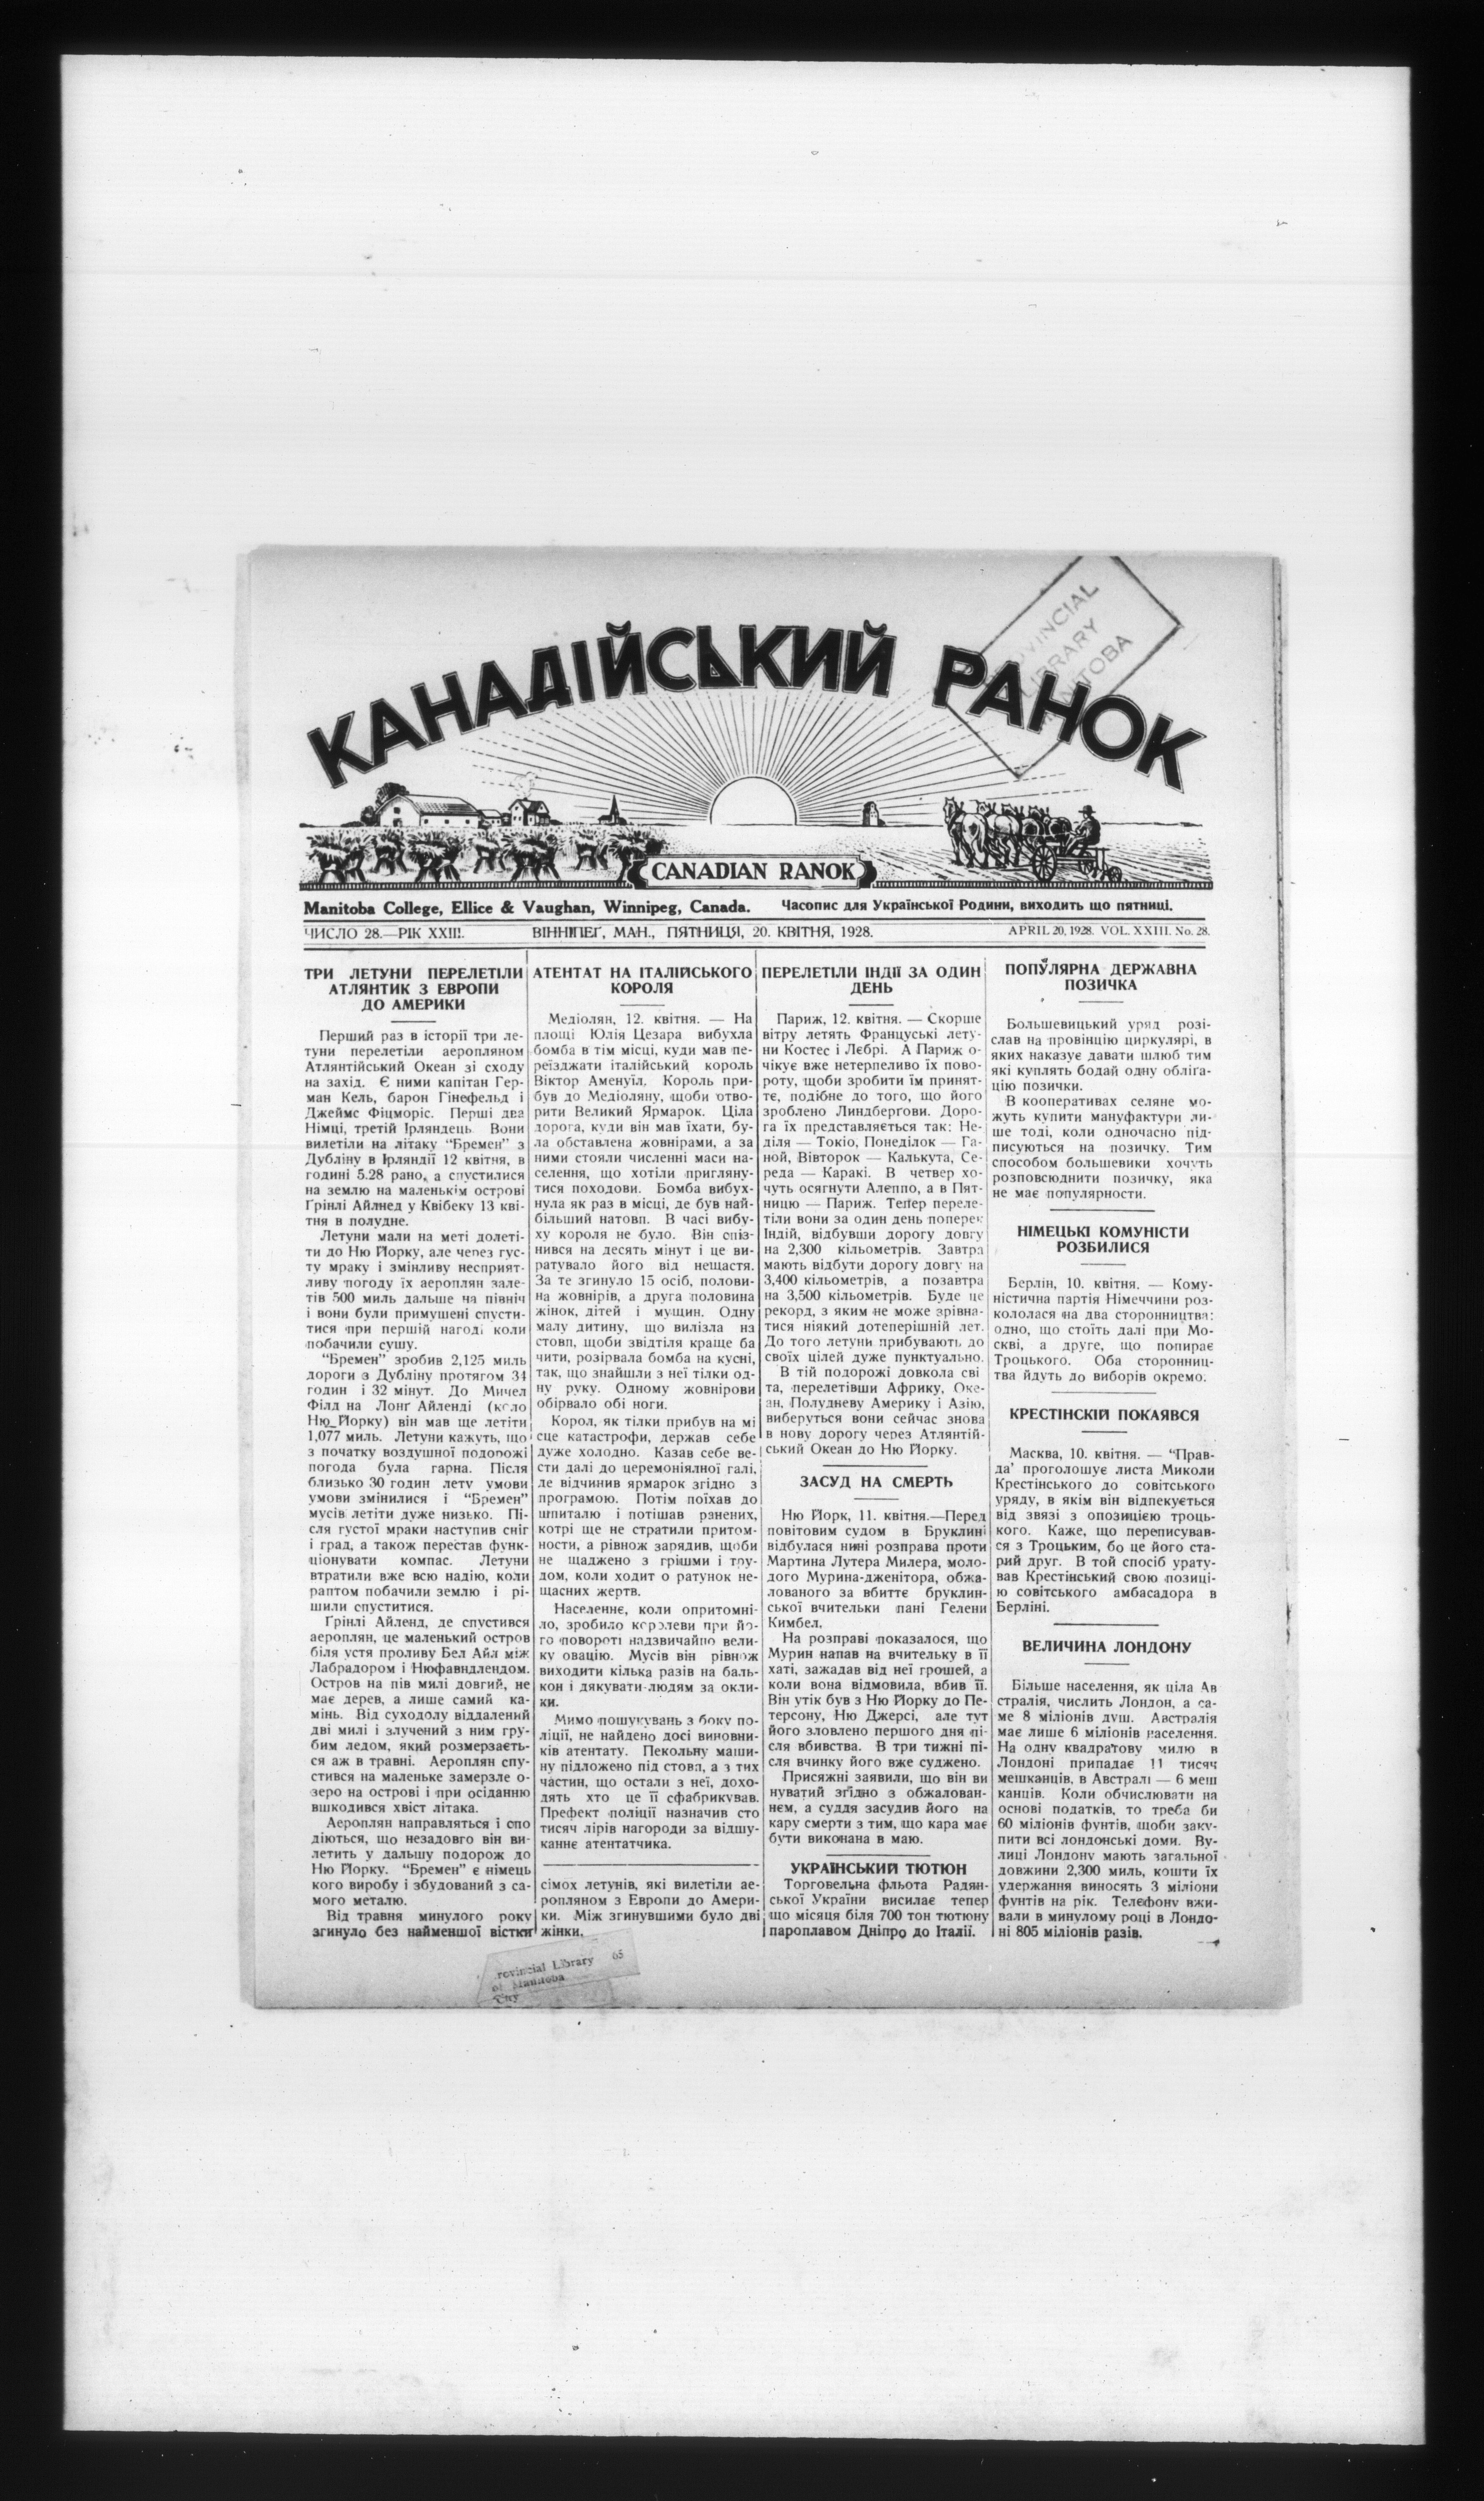 КАНАДІЙСЬКИЙ РАНОК
CANADIAN RANOK
Manitoba College, Ellice & Vaughan, Winnipeg, Canada. Часопис для Української Родини, виходить що пятниці.
ЧИСЛО 28.—РІК XXIII. ВІННІПЕҐ, МАН., ПЯТНИЦЯ, 20. КВІТНЯ, 1928. APRIL 20, 1928. VOL. XXIII. No. 28.
ТРИ ЛЕТУНИ ПЕРЕЛЕТІЛИ
АТЛЯНТИК З ЕВРОПИ
ДО АМЕРИКИ
Перший раз в історії три ле-
туни перелетіли аеропляном
Атлянтійський Океан зі сходу
на захід. Є ними капітан Гер-
ман Кель, барон Гінефельд і
Джеймс Фіцморіс. Перші два
Німці, третій Ірляндець. Вони
вилетіли на літаку “Бремен” з
Дубліну в Ірляндії 12 квітня, в
годині 5.28 рано, а спустилися
на землю на маленькім острові
Ґрінлі Айлнед у Квібеку 13 кві-
тня в полудне.
Летуни мали на меті долеті-
ти до Ню Йорку, але через гус-
ту мраку і змінливу несприят-
ливу погоду їх аероплян зале-
тів 500 миль дальше на північ
і вони були примушені спусти-
тися при першій нагоді коли
побачили сушу.
“Бремен” зробив 2,125 миль
дороги з Дубліну протягом 34
годин і 32 мінут. До Мичел
Філд на Лонґ Айленді (коло
Ню Йорку) він мав ще летіти
1,077 миль. Летуни кажуть, що
з початку воздушної подорожі
погода була гарна. Після
близько 30 годин лету умови
умови змінилися і “Бремен”
мусів летіти дуже низько. Пі-
сля густої мраки наступив сніг
і град, а також перестав функ-
ціонувати компас. Летуни
втратили вже всю надію, коли
раптом побачили землю і рі-
шили спуститися.
Ґрінлі Айленд, де спустився
аероплян, це маленький остров
біля устя проливу Бел Айл між
Лабрадором і Нюфавндлендом.
Остров на пів милі довгий, не
має дерев, а лише самий ка-
мінь. Від суходолу віддалений
дві милі і злучений з ним гру-
бим ледом, який розмерзаєть-
ся аж в травні. Аероплян спу-
стився на маленьке замерзле о-
зеро на острові і при осіданню
вшкодився хвіст літака.
Аероплян направляться і спо
діються, що незадовго він ви-
летить у дальшу подорож до
Ню Йорку. “Бремен” є німець
кого виробу і збудований з са-
мого металю.
Від травня минулого року
згинуло без найменшої вістки
АТЕНТАТ НА ІТАЛІЙСЬКОГО
КОРОЛЯ
Медіолян, 12. квітня. — На
площі Юлія Цезара вибухла
бомба в тім місці, куди мав пе-
реїзджати італійський король
Віктор Аменуїл. Король при-
був до Медіоляну, щоби отво-
рити Великий Ярмарок. Ціла
дорога, куди він мав їхати, бу-
ла обставлена жовнірами, а за
ними стояли численні маси на-
селення, що хотіли пригляну-
тися походови. Бомба вибух-
нула як раз в місці, де був най-
більший натовп. В часі вибу-
ху короля не було. Він спіз-
нився на десять мінут і це ви-
ратувало його від нещастя.
За те згинуло 15 осіб, полови-
на жовнірів, а друга половина
жінок, дітей і мущин. Одну
малу дитину, що вилізла на
стовп, щоби звідтіля краще ба
чити, розірвала бомба на кусні,
так, що знайшли з неї тілки од-
ну руку. Одному жовнірови
обірвало обі ноги.
Корол, як тілки прибув на мі
сце катастрофи, держав себе
дуже холодно. Казав себе ве-
сти далі до церемоніялної галі,
де відчинив ярмарок згідно з
програмою. Потім поїхав до
шпиталю і потішав ранених,
котрі ще не стратили притом-
ности, а рівнож зарядив, щоби
не щаджено з грішми і тру-
дом, коли ходит о ратунок не-
щасних жертв.
Населеннє, коли опритомні-
ло, зробило королеви при йо-
го повороті надзвичайно вели-
ку овацію. Мусів він рівнож
виходити кілька разів на баль-
кон і дякувати людям за окли-
ки.
Мимо пошукувань з боку по-
ліції, не найдено досі виновни-
ків атентату. Пекольну маши-
ну підложено під стовп, а з тих
частин, що остали з неї, дохо-
дять хто це її сфабрикував.
Префект поліції назначив сто
тисяч лірів нагороди за відшу-
каннє атентатчика.
сімох летунів, які вилетіли ае-
ропляном з Европи до Амери-
ки. Між згинувшими було дві
жінки.
ПЕРЕЛЕТІЛИ ІНДІЇ ЗА ОДИН
ДЕНЬ
Париж, 12. квітня. — Скорше
вітру летять Француські лету-
ни Костес і Лєбрі. А Париж о-
чікує вже нетерпеливо їх пово-
роту, щоби зробити їм принят-
те, подібне до того, що його
зроблено Линдберґови. Доро-
га їх представляється так: Не-
діля — Токіо, Понеділок — Га-
ной, Вівторок — Калькута, Се-
реда — Каракі. В четвер хо-
чуть осягнути Алеппо, а в Пят-
ницю — Париж. Тепер переле-
тіли вони за один день поперек
Індій, відбувши дорогу довгу
на 2,300 кільометрів. Завтра
мають відбути дорогу довгу на
3,400 кільометрів, а позавтра
на 3,500 кільометрів. Буде це
рекорд, з яким не може зрівна-
тися ніякий дотеперішній лет.
До того летуни прибувають до
своїх цілей дуже пунктуально.
В тій подорожі довкола сві
та, перелетівши Африку, Оке-
ан, Полудневу Америку і Азію,
виберуться вони сейчас знова
в нову дорогу через Атлянтій-
ський Океан до Ню Йорку.
ЗАСУД НА СМЕРТЬ
Ню Йорк, 11. квітня.—Перед
повітовим судом в Бруклині
відбулася нині розправа проти
Мартина Лутера Милера, моло-
дого Мурина-дженітора, обжа-
лованого за вбиттє бруклин-
ської вчительки пані Гелени
Кимбел.
На розправі показалося, що
Мурин напав на вчительку в її
хаті, зажадав від неї грошей, а
коли вона відмовила, вбив її.
Він утік був з Ню Йорку до Пе-
терсону, Ню Джерсі, але тут
його зловлено першого дня пі-
сля вбивства. В три тижні пі-
сля вчинку його вже суджено.
Присяжні заявили, що він ви
нуватий згідно з обжалован-
нєм, а суддя засудив його на
кару смерти з тим, що кара має
бути виконана в маю.
УКРАЇНСЬКИЙ ТЮТЮН
Торговельна фльота Радян-
ської України висилає тепер
що місяця біля 700 тон тютюну
пароплавом Дніпро до Італії.
ПОПУЛЯРНА ДЕРЖАВНА
ПОЗИЧКА
Большевицький уряд розі-
слав на провінцію циркулярі, в
яких наказує давати шлюб тим
які куплять бодай одну обліґа-
цію позички.
В кооперативах селяне мо-
жуть купити мануфактури ли-
ше тоді, коли одночасно під-
писуються на позичку. Тим
способом большевики хочуть
розповсюднити позичку, яка
не має популярности.
НІМЕЦЬКІ КОМУНІСТИ
РОЗБИЛИСЯ
Берлін, 10. квітня. — Кому-
ністична партія Німеччини роз-
кололася на два сторонництва:
одно, що стоїть далі при Мо-
скві, а друге, що попирає
Троцького. Оба сторонниц-
тва йдуть до виборів окремо.
КРЕСТІНСКІЙ ПОКАЯВСЯ
Масква, 10. квітня. — “Прав-
да’ проголошує листа Миколи
Крестінського до совітського
уряду, в якім він відпекується
від звязі з опозицією троць-
кого. Каже, що переписував-
ся з Троцьким, бо це його ста-
рий друг. В той спосіб урату-
вав Крестінський свою позиці-
ю совітського амбасадора в
Берліні.
ВЕЛИЧИНА ЛОНДОНУ
Більше населення, як ціла Ав
стралія, числить Лондон, а са-
ме 8 міліонів душ. Австралія
має лише 6 міліонів населення.
На одну квадратову милю в
Лондоні припадає 11 тисяч
мешканців, в Австралі — 6 меш
канців. Коли обчислювати на
основі податків, то треба би
60 міліонів фунтів, щоби заку-
пити всі лондонські доми. Ву-
лиці Лондону мають загальної
довжини 2,300 миль, кошти їх
удержання виносять 3 міліони
фунтів на рік. Телєфону вжи-
вали в минулому році в Лондо-
ні 805 міліонів разів.
Library 65
of Manitoba
City